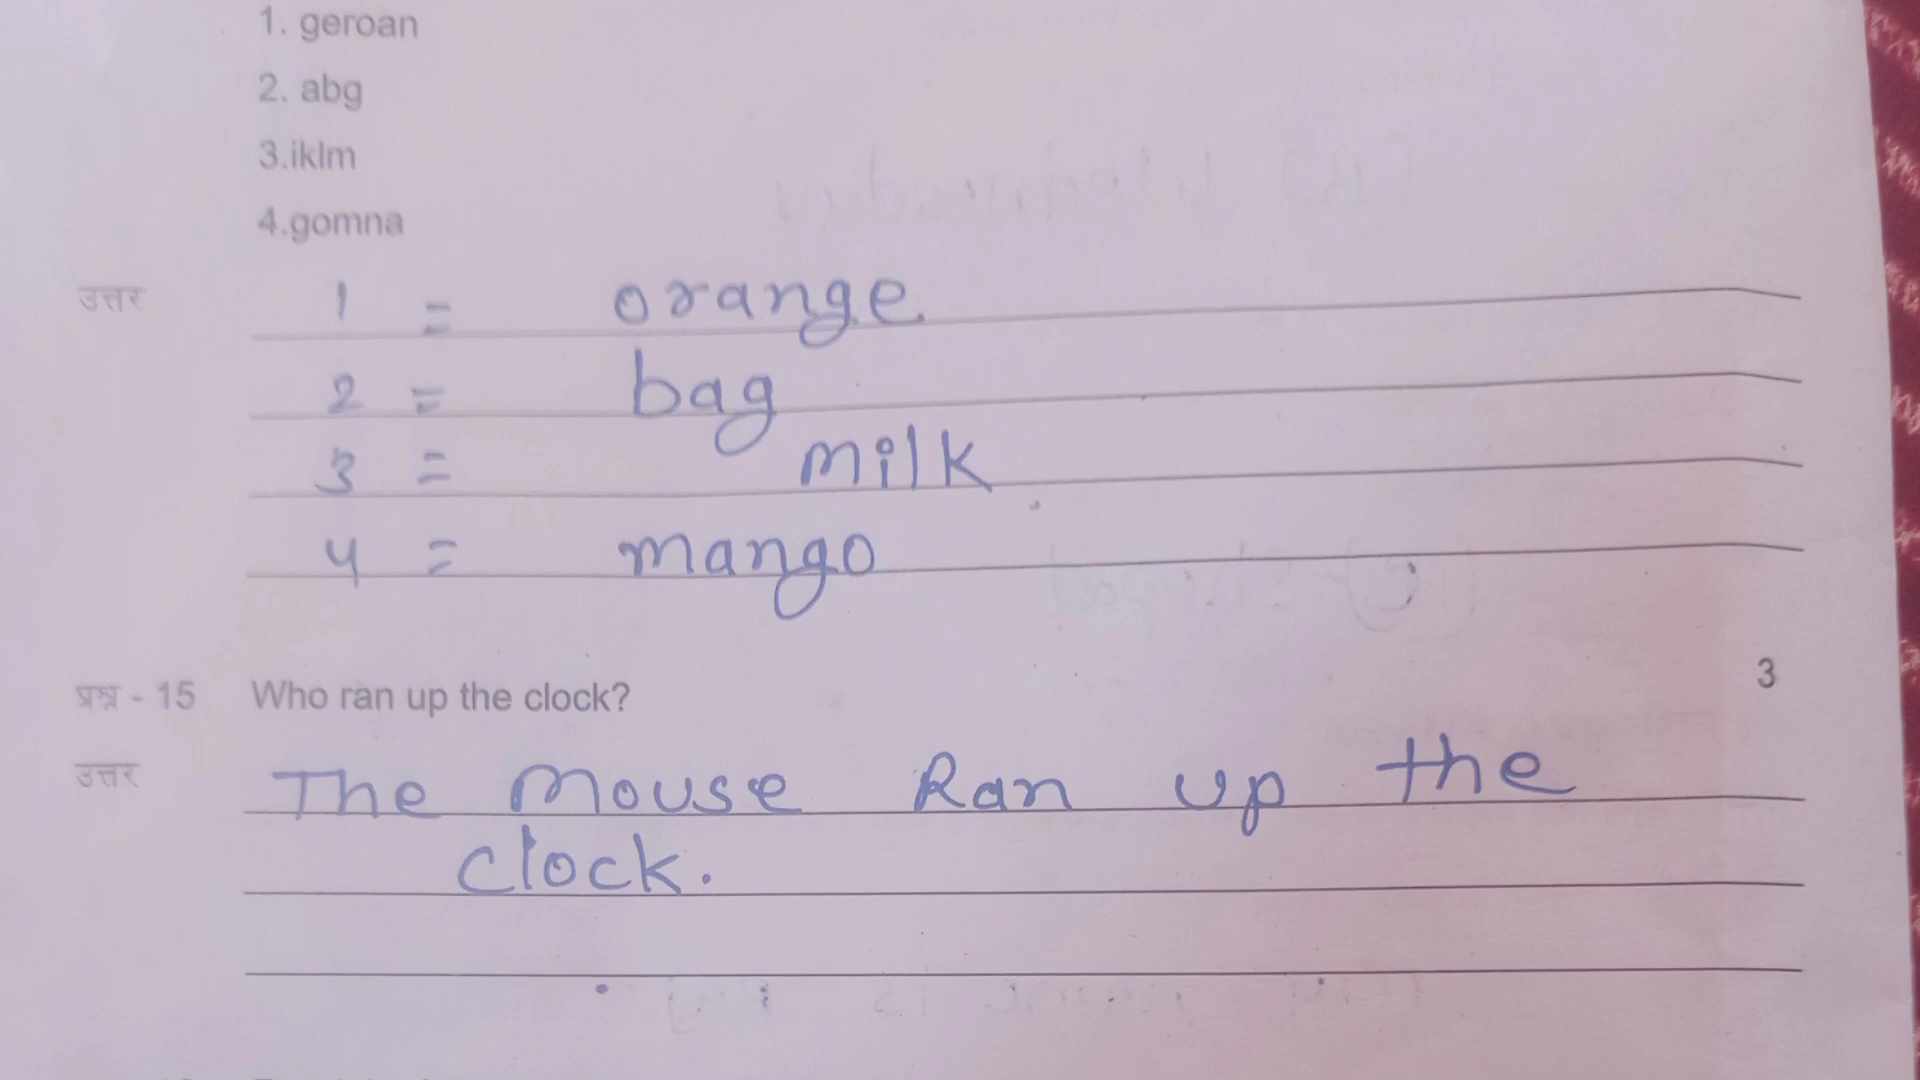 1. geroan
2. abg
3.iklm
4.gomna
उत्तर 1 = orange
2 = bag
3 = milk
4 = mango
प्रश्न - 15 Who ran up the clock? 3
उत्तर The mouse Ran up the
clock.